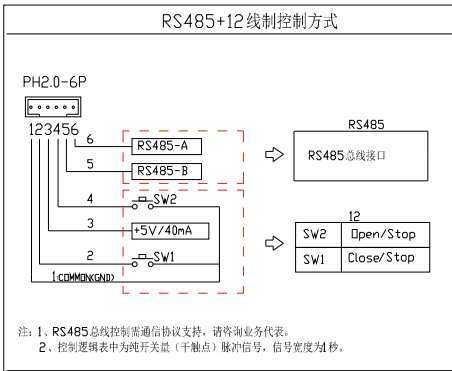 RS485+12线制控制方式
PH2.0-6P
123456
6
RS485-A
5
RS485-B
4
SW2
3
+5V/40mA
2
SW1
1:COMMON(GND)
RS485
RS485总线接口
12
SW2 Open/Stop
SW1 Close/Stop
注: 1、RS485总线控制需通信协议支持，请咨询业务代表。
2、控制逻辑表中为纯开关量（干触点）脉冲信号，信号宽度为1秒。